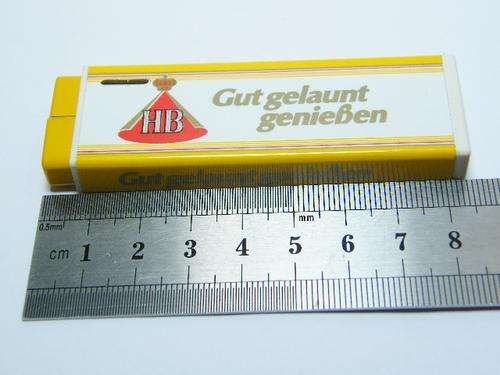 HB
Gut gelaunt
genießen
Gut gelaunt genießen
0.5mm
mm
cm 1 2 3 4 5 6 7 8